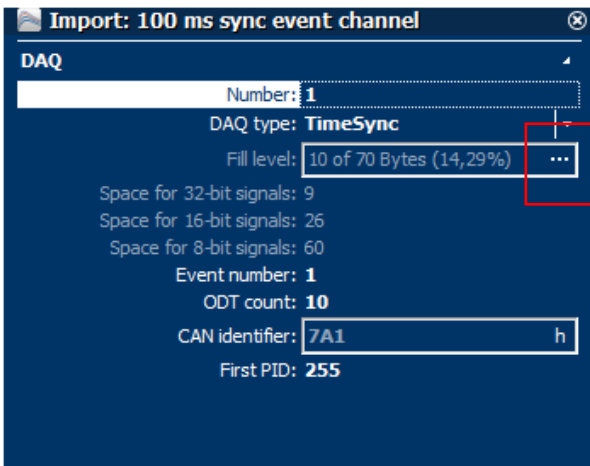 Import: 100 ms sync event channel
DAQ
Number: 1
DAQ type: TimeSync
Fill level: 10 of 70 Bytes (14,29%) ...
Space for 32-bit signals: 9
Space for 16-bit signals: 26
Space for 8-bit signals: 60
Event number: 1
ODT count: 10
CAN identifier: 7A1 h
First PID: 255